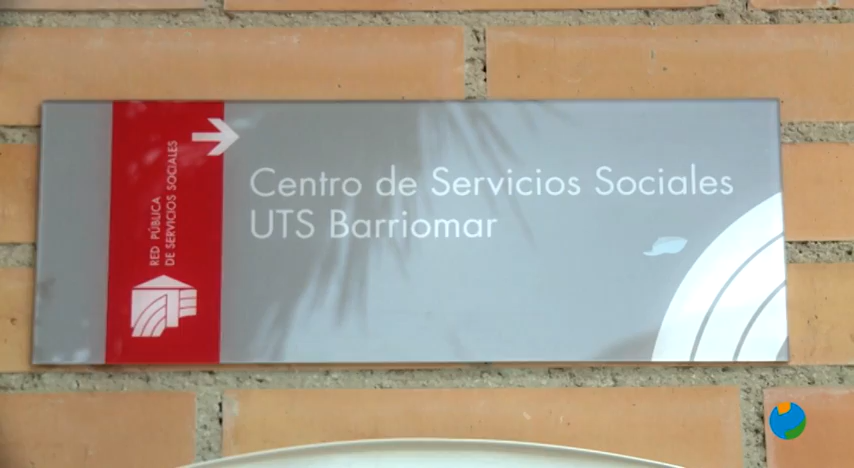 RED PÚBLICA
DE SERVICIOS SOCIALES
Centro de Servicios Sociales
UTS Barriomar